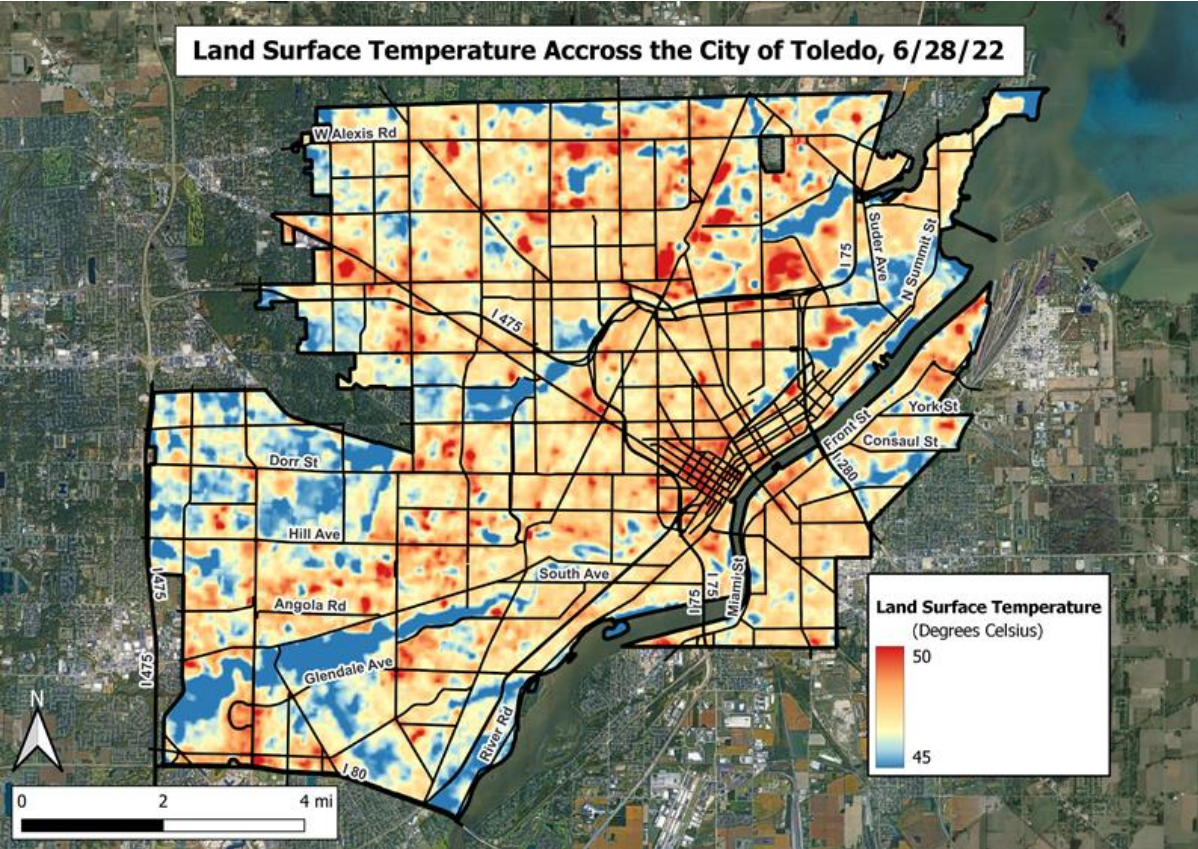 Land Surface Temperature Accross the City of Toledo, 6/28/22
W Alexis Rd
I 75
Suder Ave
N Summit St
I 475
Dorr St
Hill Ave
York St
Front St
Consaul St
I 280
I 475
South Ave
Angola Rd
I 75
I 75
Miami St
I 475
Glendale Ave
River Rd
I 80
Land Surface Temperature
(Degrees Celsius)
50
45
N
0 2 4 mi